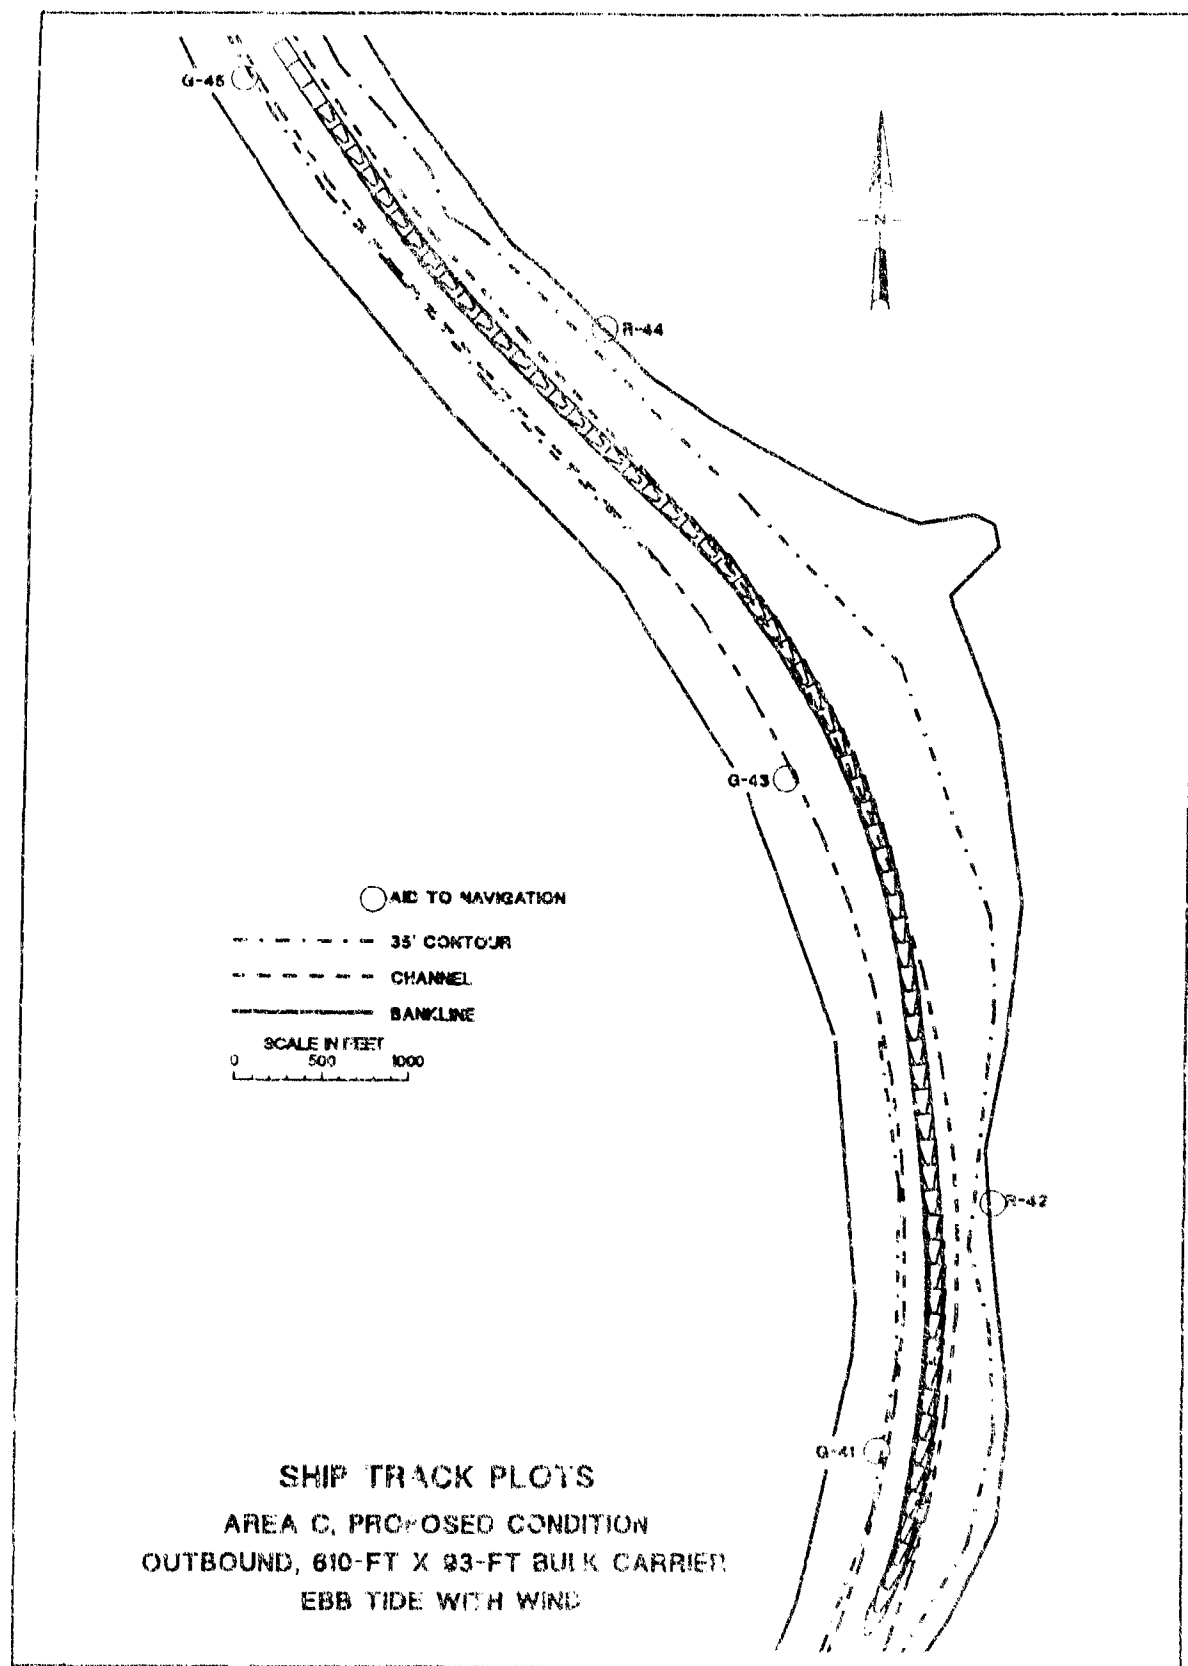 G-45
N
R-44
G-43
AID TO NAVIGATION
35' CONTOUR
CHANNEL
BANKLINE
SCALE IN FEET
0 500 1000
R-42
G-41
SHIP TRACK PLOTS
AREA C, PROPOSED CONDITION
OUTBOUND, 610-FT X 93-FT BULK CARRIER
EBB TIDE WITH WIND